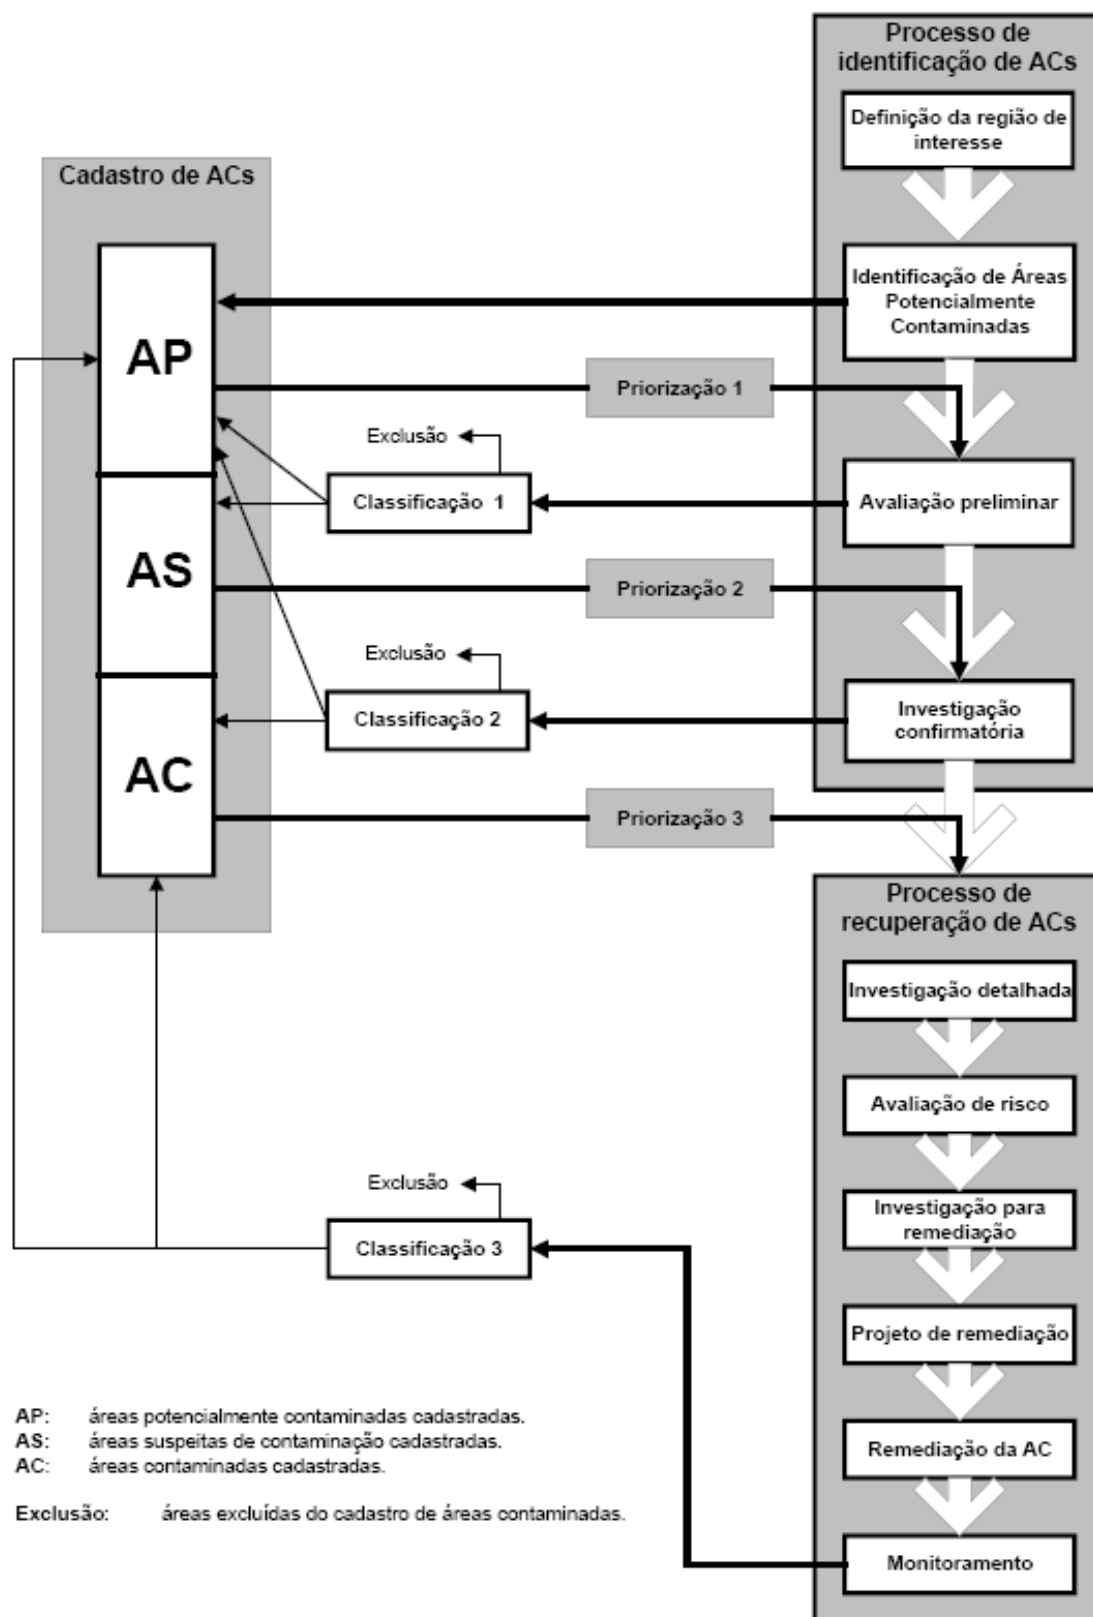 Processo de
identificação de ACs
Definição da região de
interesse
Cadastro de ACs
Identificação de Áreas
Potencialmente
Contaminadas
AP
Priorização 1
Exclusão
Classificação 1
Avaliação preliminar
AS
Priorização 2
Exclusão
Classificação 2
Investigação
confirmatória
AC
Priorização 3
Processo de
recuperação de ACs
Investigação detalhada
Avaliação de risco
Exclusão
Classificação 3
Investigação para
remediação
Projeto de remediação
Remediação da AC
Monitoramento
AP: áreas potencialmente contaminadas cadastradas.
AS: áreas suspeitas de contaminação cadastradas.
AC: áreas contaminadas cadastradas.
Exclusão: áreas excluídas do cadastro de áreas contaminadas.